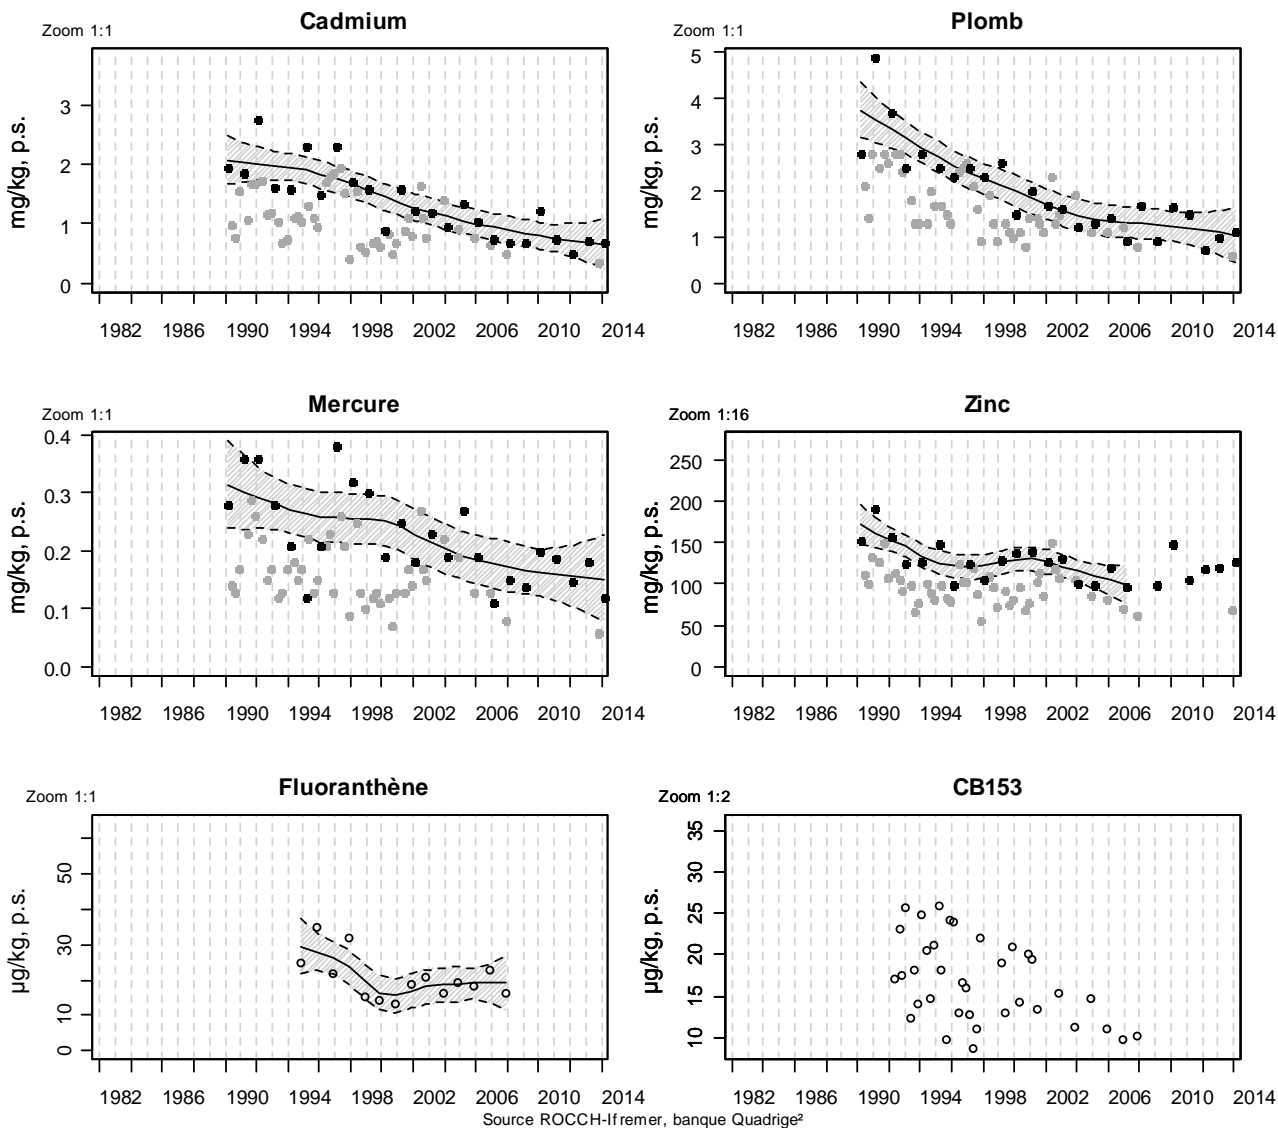 Cadmium
Zoom 1:1
mg/kg, p.s.
3
2
1
0
1982 1986 1990 1994 1998 2002 2006 2010 2014
Plomb
Zoom 1:1
mg/kg, p.s.
5
4
3
2
1
0
1982 1986 1990 1994 1998 2002 2006 2010 2014
Mercure
Zoom 1:1
mg/kg, p.s.
0.4
0.3
0.2
0.1
0.0
1982 1986 1990 1994 1998 2002 2006 2010 2014
Zinc
Zoom 1:16
mg/kg, p.s.
250
200
150
100
50
0
1982 1986 1990 1994 1998 2002 2006 2010 2014
Fluoranthène
Zoom 1:1
µg/kg, p.s.
50
30
10
0
1982 1986 1990 1994 1998 2002 2006 2010 2014
CB153
Zoom 1:2
µg/kg, p.s.
35
30
25
20
15
10
1982 1986 1990 1994 1998 2002 2006 2010 2014
Source ROCCH-Ifremer, banque Quadrige²